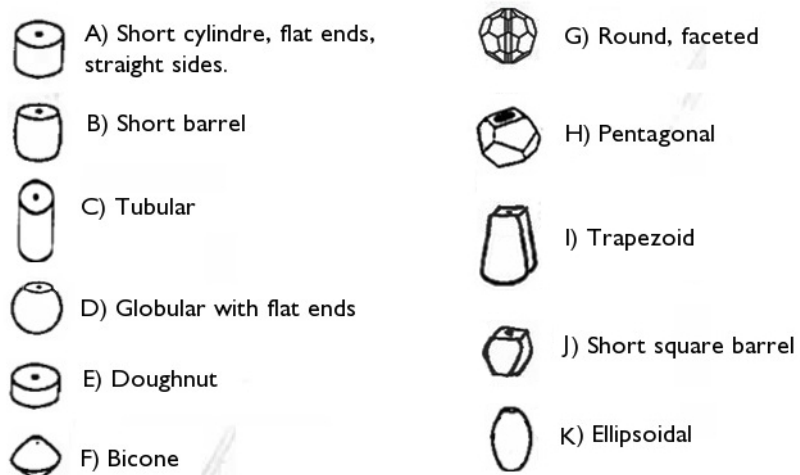 A) Short cylindre, flat ends,
straight sides.
B) Short barrel
C) Tubular
D) Globular with flat ends
E) Doughnut
F) Bicone
G) Round, faceted
H) Pentagonal
I) Trapezoid
J) Short square barrel
K) Ellipsoidal